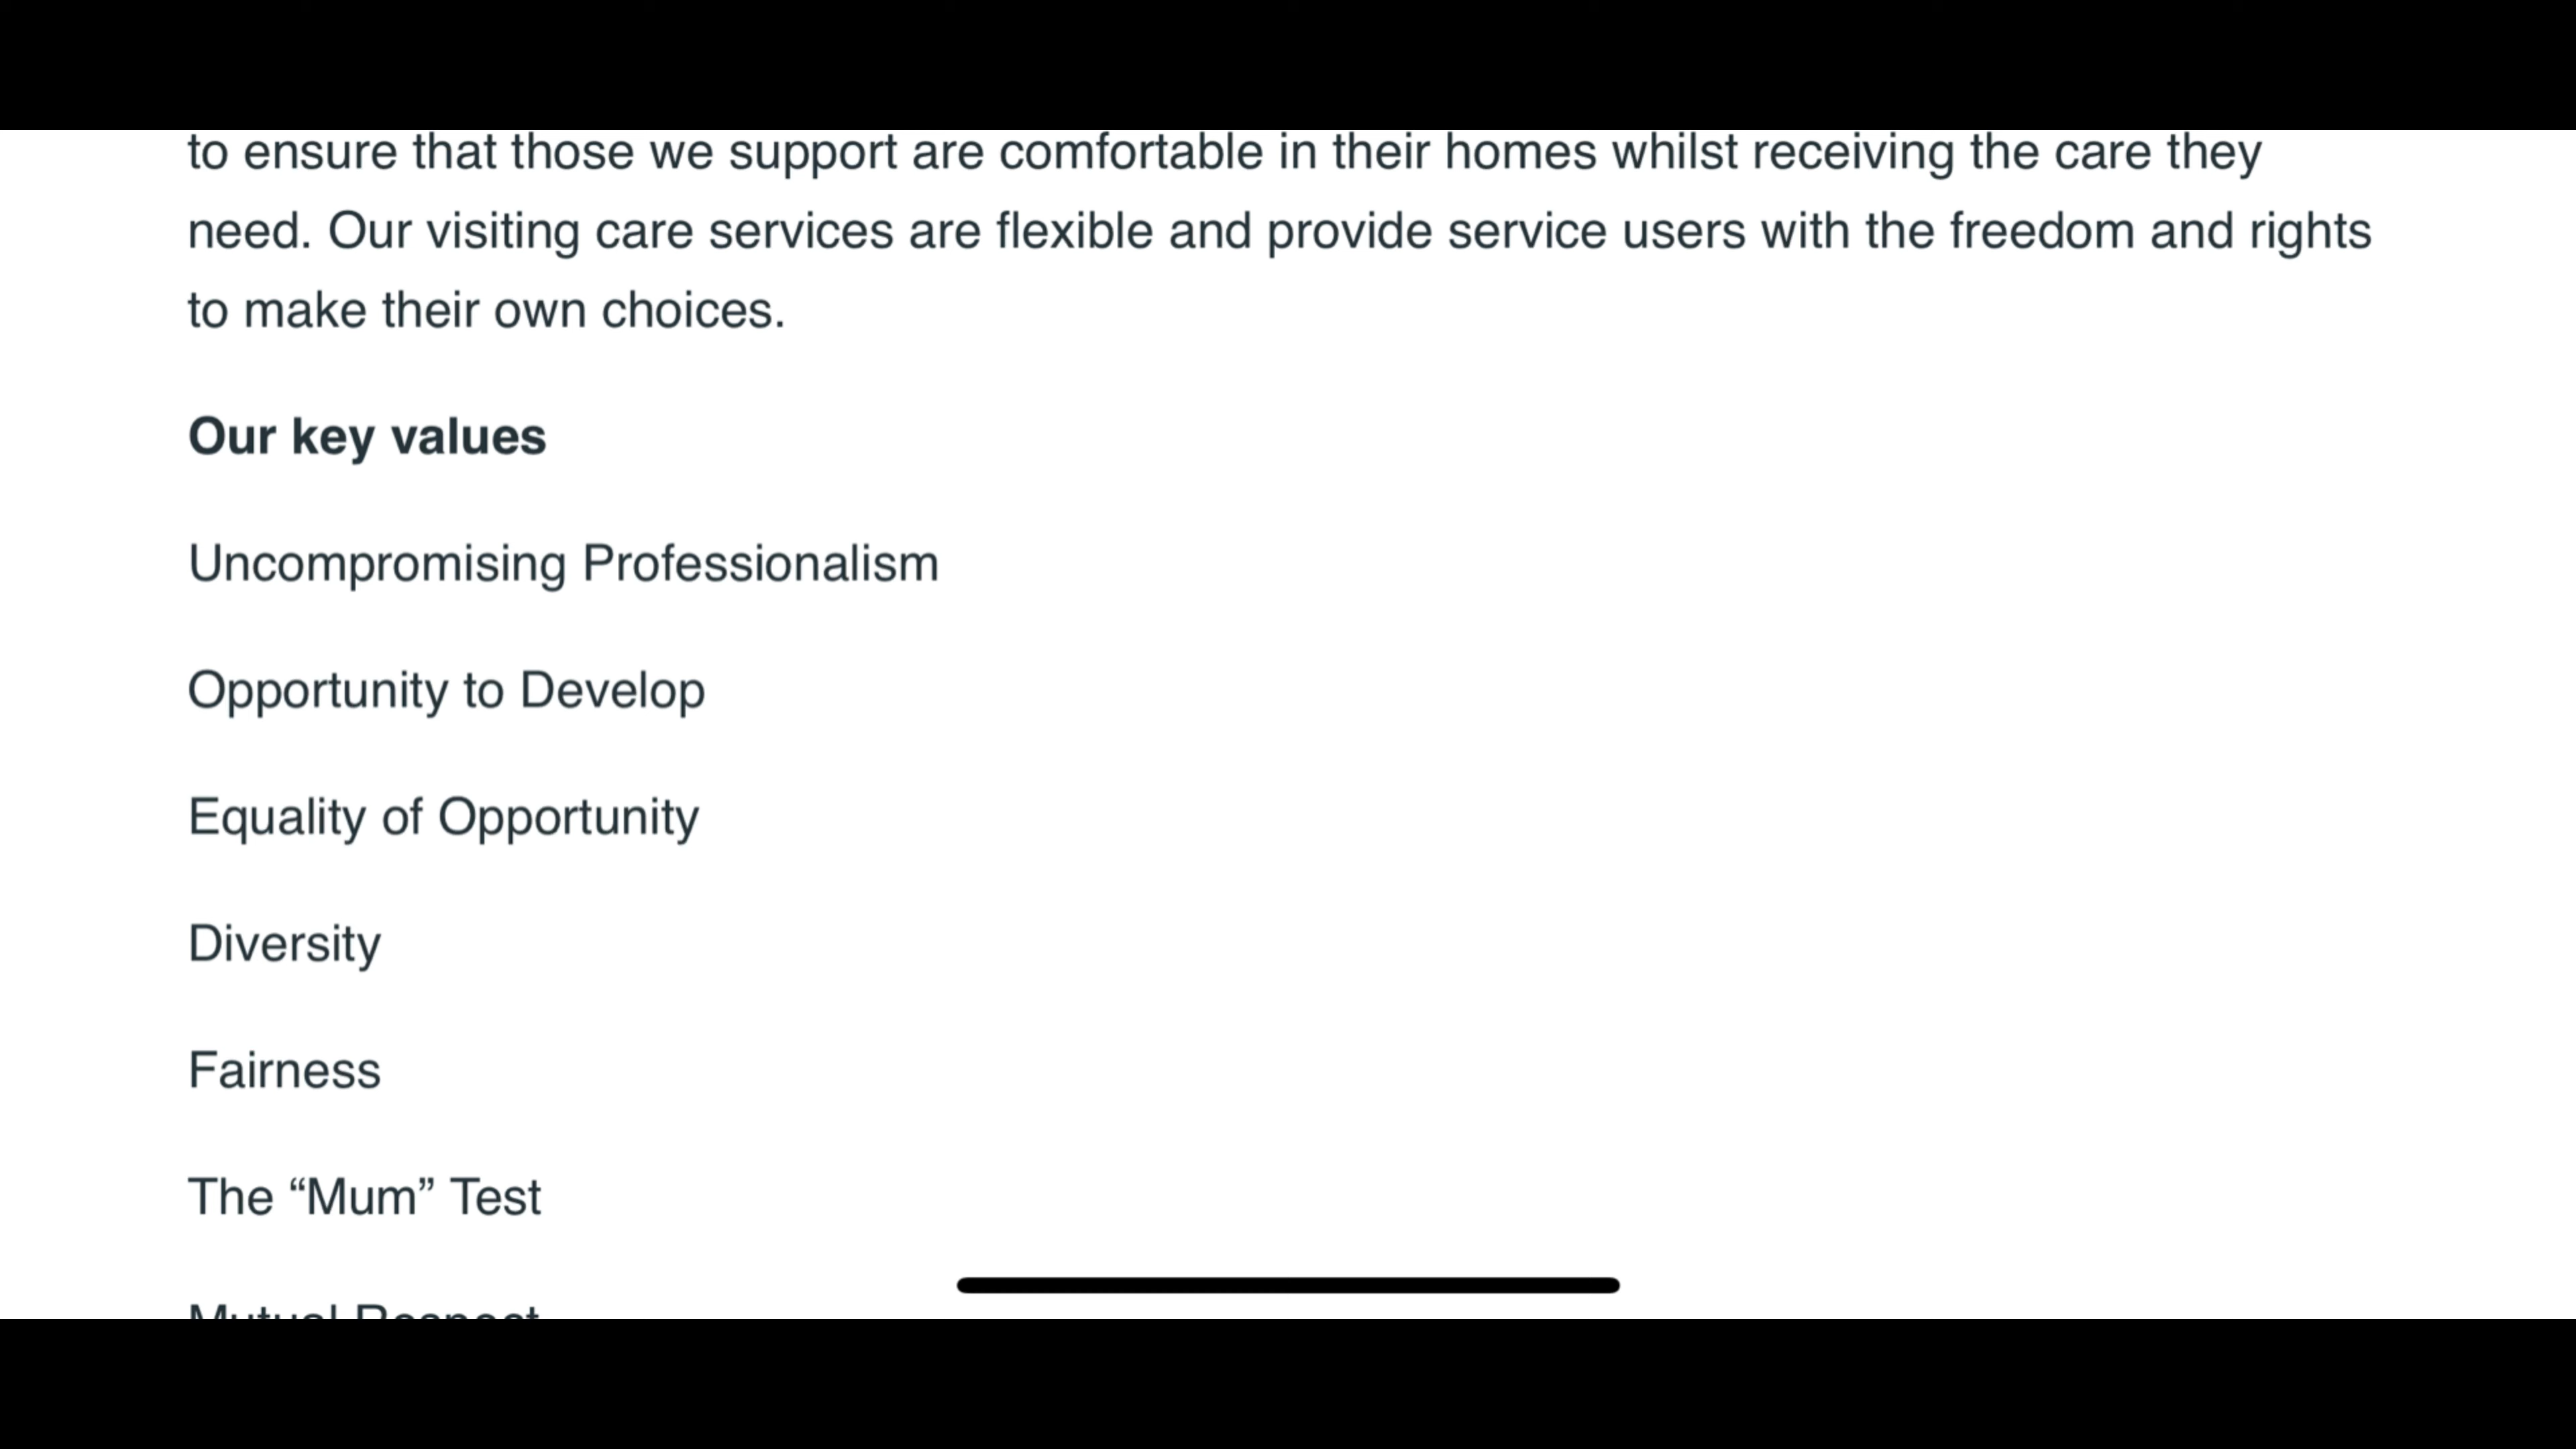 to ensure that those we support are comfortable in their homes whilst receiving the care they
need. Our visiting care services are flexible and provide service users with the freedom and rights
to make their own choices.
Our key values
Uncompromising Professionalism
Opportunity to Develop
Equality of Opportunity
Diversity
Fairness
The “Mum” Test
Mutual Respect